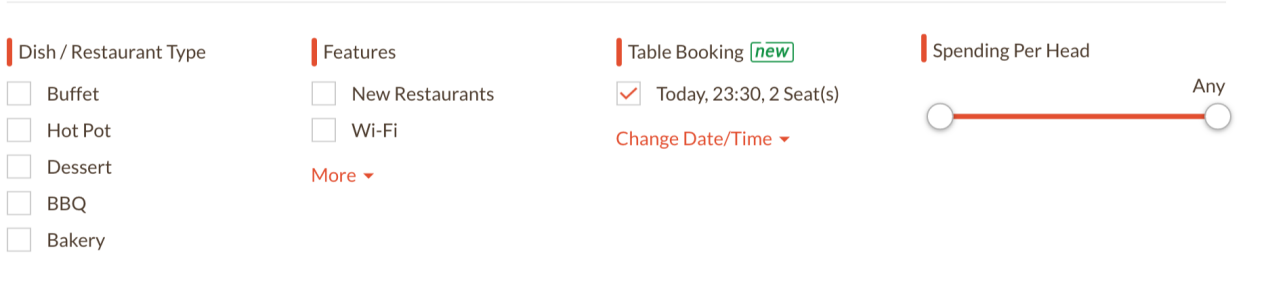 Dish / Restaurant Type
Buffet
Hot Pot
Dessert
BBQ
Bakery
Features
New Restaurants
Wi-Fi
More
Table Booking new
Today, 23:30, 2 Seat(s)
Change Date/Time
Spending Per Head
Any